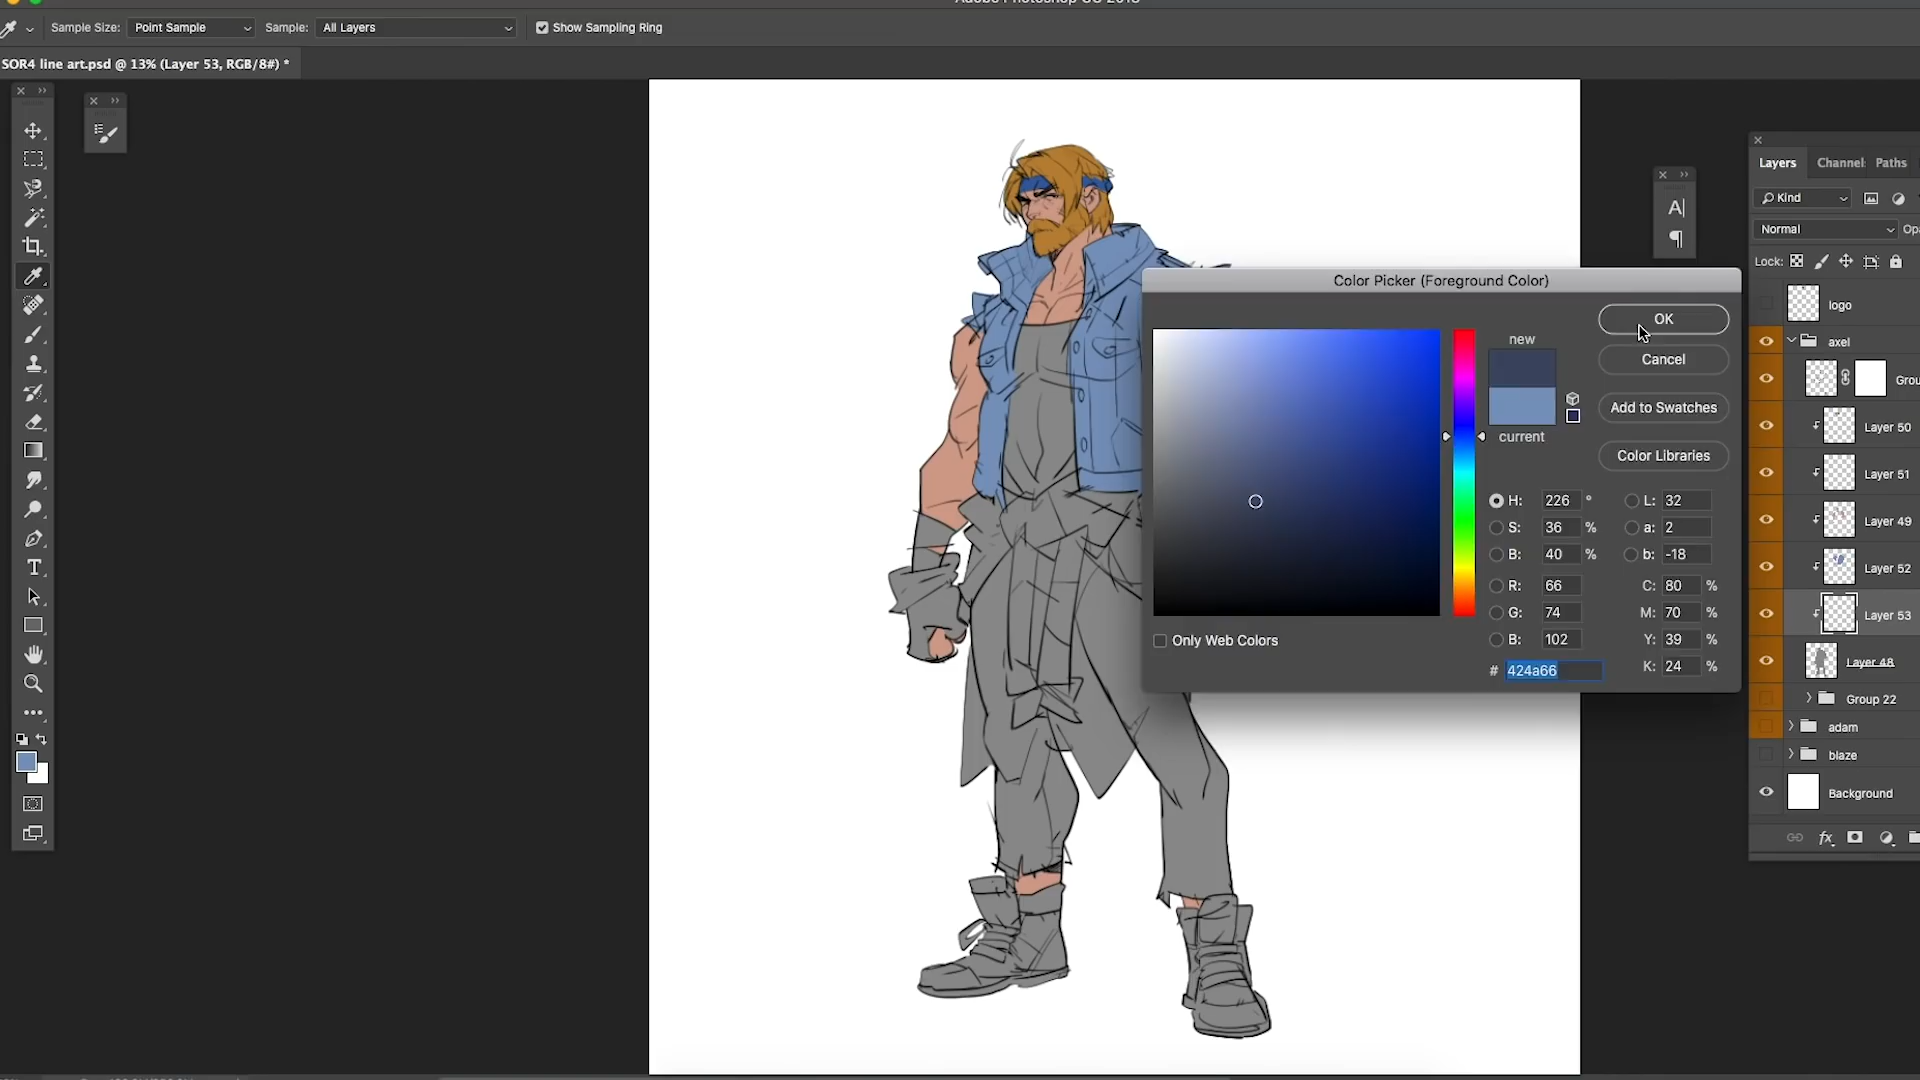 Sample Size: Point Sample Sample: All Layers Show Sampling Ring
SOR4 line art.psd @ 13% (Layer 53, RGB/8#) *
Color Picker (Foreground Color)
new
current
OK
Cancel
Add to Swatches
Color Libraries
H: 226 °
S: 36 %
B: 40 %
R: 66
G: 74
B: 102
# 424a66
L: 32
a: 2
b: -18
C: 80 %
M: 70 %
Y: 39 %
K: 24 %
Only Web Colors
A
¶
T
Layers Channel Paths
Kind
Normal
Lock:
logo
axel
Layer 50
Layer 51
Layer 49
Layer 52
Layer 53
Layer 48
Group 22
adam
blaze
Background
fx